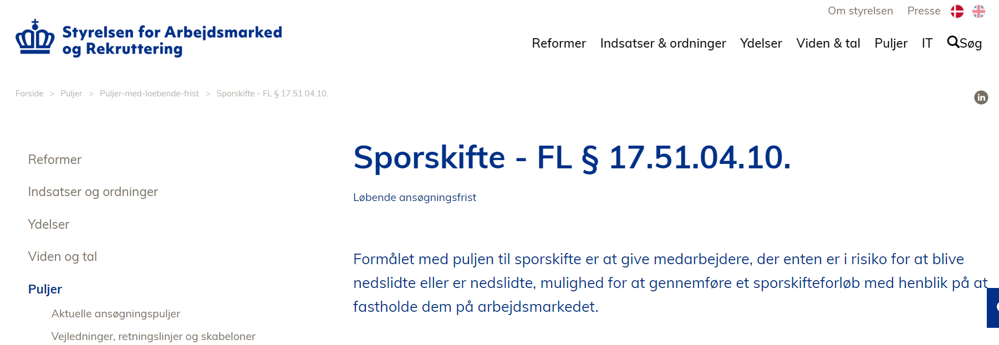 Om styrelsen Presse
Styrelsen for Arbejdsmarked
og Rekruttering
Reformer Indsatser & ordninger Ydelser Viden & tal Puljer IT Søg
Forside > Puljer > Puljer-med-loebende-frist > Sporskifte - FL § 17.51.04.10.
in
Reformer
Indsatser og ordninger
Ydelser
Viden og tal
Puljer
Aktuelle ansøgningspuljer
Vejledninger, retningslinjer og skabeloner
Sporskifte - FL § 17.51.04.10.
Løbende ansøgningsfrist
Formålet med puljen til sporskifte er at give medarbejdere, der enten er i risiko for at blive
nedslidte eller er nedslidte, mulighed for at gennemføre et sporskifteforløb med henblik på at
fastholde dem på arbejdsmarkedet.